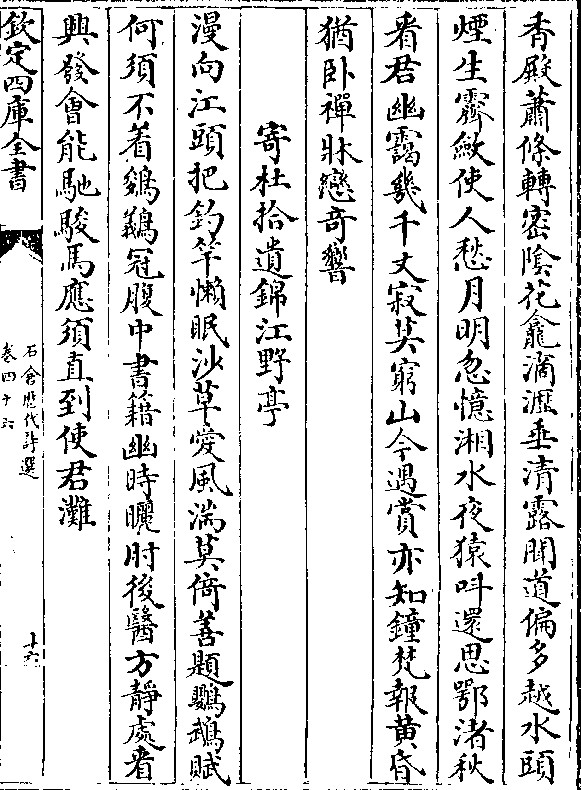 香殿蕭條轉密隂花龕滴瀝垂清露聞道偏多越水頭
煙生霽斂使人愁月明忽憶湘水夜猿叫還思鄂渚秋
看君幽靄幾千丈寂莫窮山今遇賞亦知鐘梵報黄昏
猶卧禪牀戀奇響
寄杜拾遺錦江野亭
漫向江頭把釣竿懶眠沙草愛風湍莫倚善題鸚鵡賦
何須不着鵕鸃冠腹中書籍幽時曬肘後醫方靜處看
興發會能馳駿馬應須直到使君灘
欽定四庫全書
石倉歷代詩選
卷四十六
十六